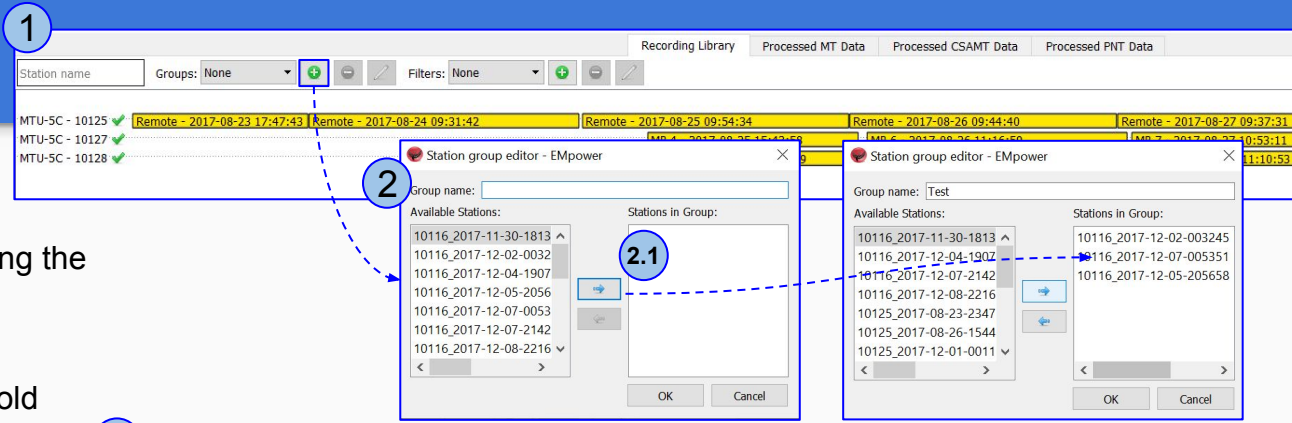 1
Recording Library Processed MT Data Processed CSAMT Data Processed PNT Data
Station name Groups: None Filters: None
MTU-5C - 10125 Remote - 2017-08-23 17:47:43 Remote - 2017-08-24 09:31:42 Remote - 2017-08-25 09:54:34 Remote - 2017-08-26 09:44:40 Remote - 2017-08-27 09:37:31
MTU-5C - 10127
MTU-5C - 10128 11:10:53
ng the
old
2
Station group editor - EMpower
Group name:
Available Stations: Stations in Group:
10116_2017-11-30-1813
10116_2017-12-02-0032
10116_2017-12-04-1907
10116_2017-12-05-2056
10116_2017-12-07-0053
10116_2017-12-07-2142
10116_2017-12-08-2216
OK Cancel
2.1
Station group editor - EMpower
Group name: Test
Available Stations: Stations in Group:
10116_2017-11-30-1813 10116_2017-12-02-003245
10116_2017-12-04-1907 10116_2017-12-07-005351
10116_2017-12-07-2142 10116_2017-12-05-205658
10116_2017-12-08-2216
10125_2017-08-23-2347
10125_2017-08-26-1544
10125_2017-12-01-0011
OK Cancel